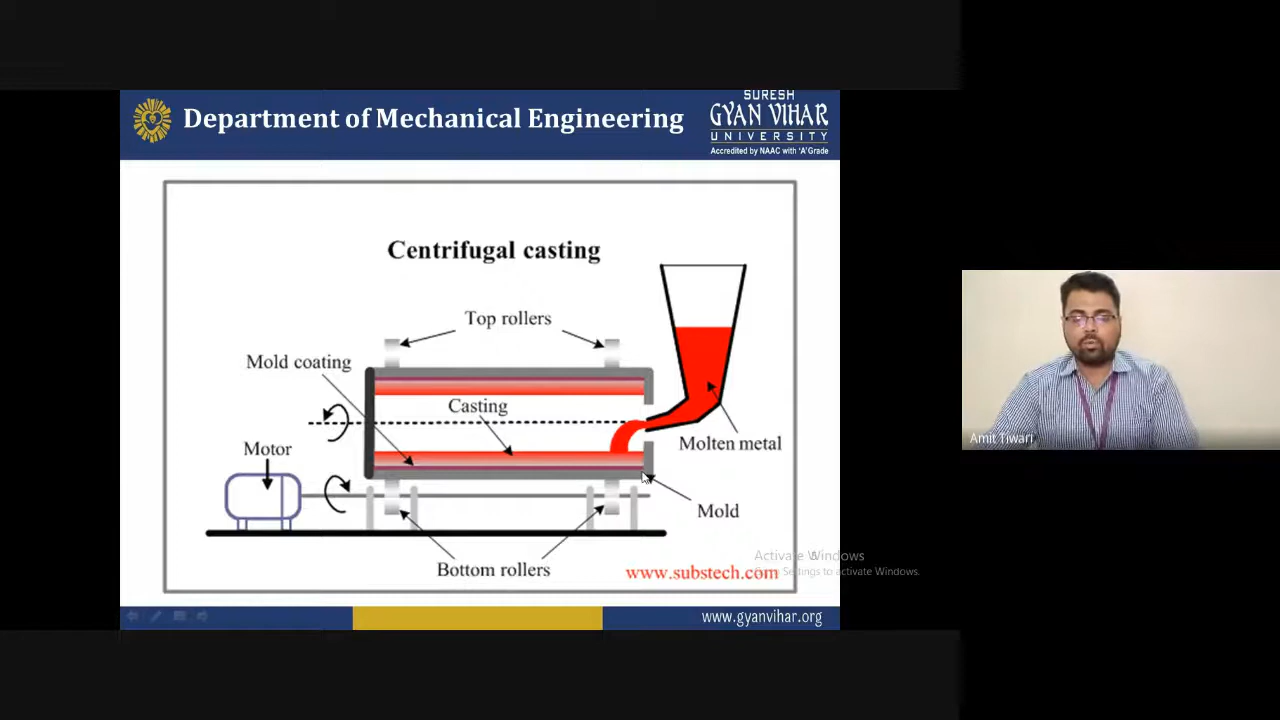 Department of Mechanical Engineering
SURESH
GYAN VIHAR
UNIVERSITY
Accredited by NAAC with 'A' Grade
Centrifugal casting
Top rollers
Mold coating
Casting
Molten metal
Motor
Mold
Bottom rollers
www.substech.com
Activate Windows
Settings to activate Windows.
www.gyanvihar.org
Amit Tiwari